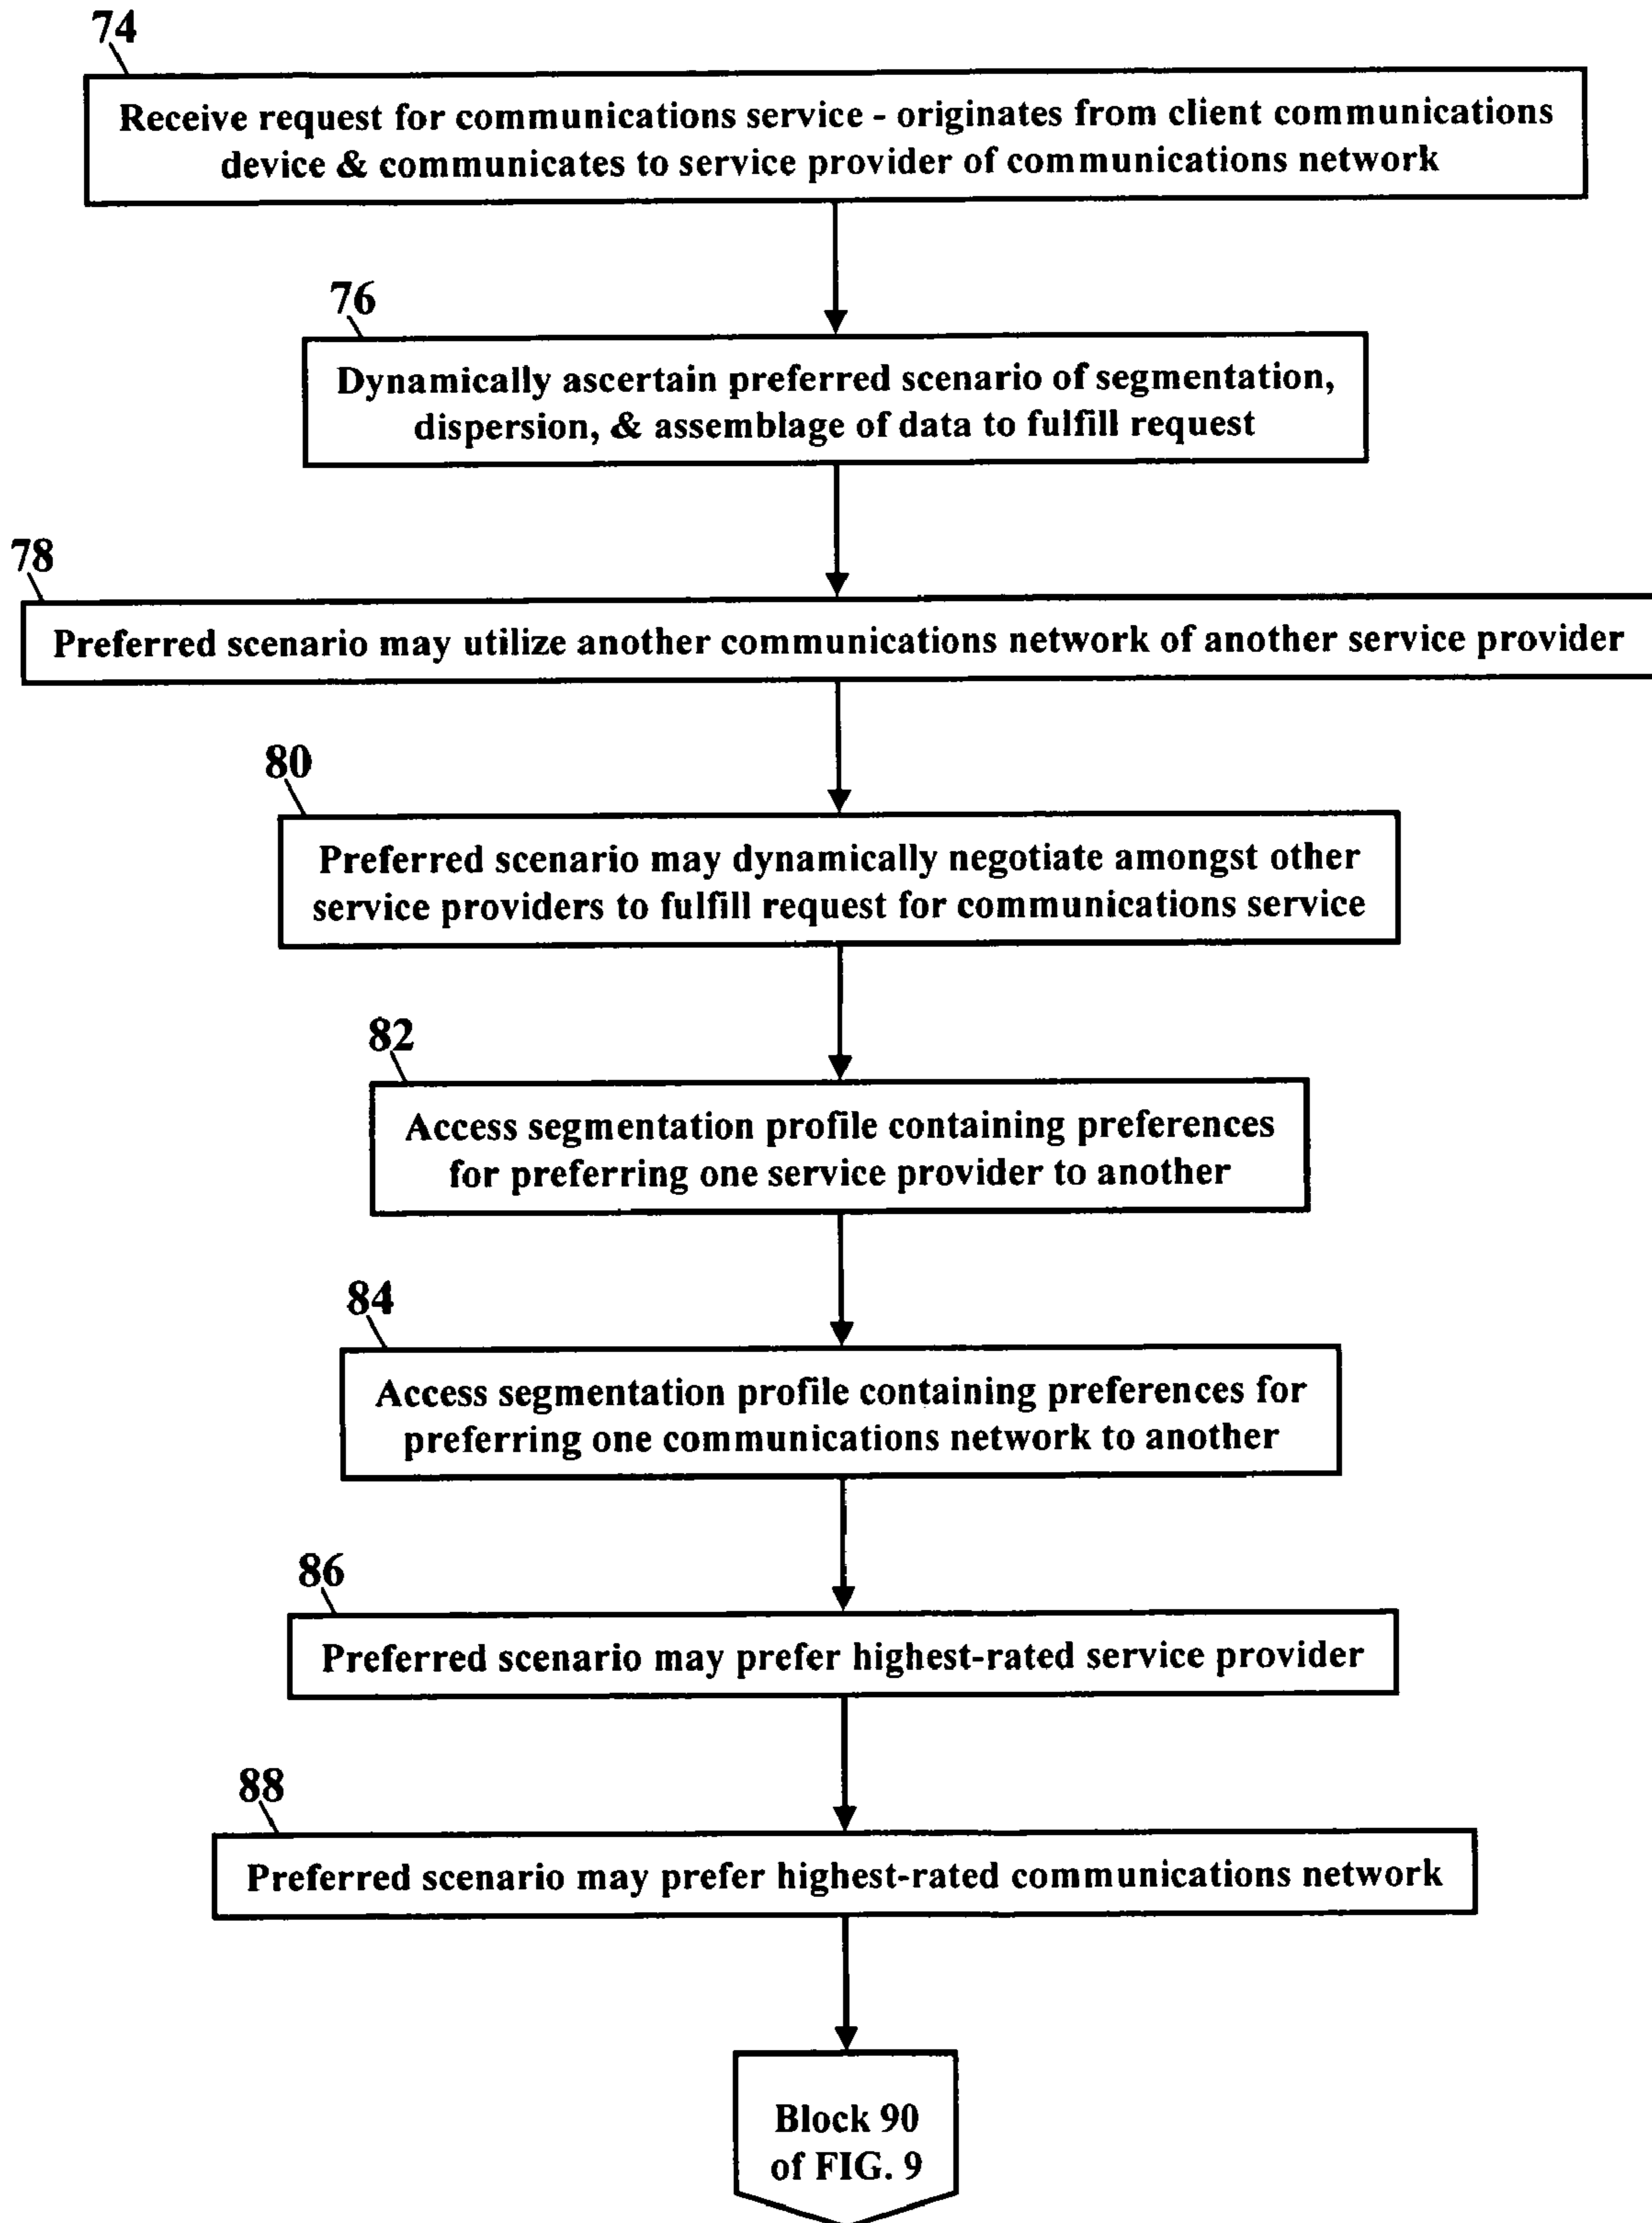 74
Receive request for communications service - originates from client communications
device & communicates to service provider of communications network
76
Dynamically ascertain preferred scenario of segmentation,
dispersion, & assemblage of data to fulfill request
78
Preferred scenario may utilize another communications network of another service provider
80
Preferred scenario may dynamically negotiate amongst other
service providers to fulfill request for communications service
82
Access segmentation profile containing preferences
for preferring one service provider to another
84
Access segmentation profile containing preferences for
preferring one communications network to another
86
Preferred scenario may prefer highest-rated service provider
88
Preferred scenario may prefer highest-rated communications network
Block 90
of FIG. 9